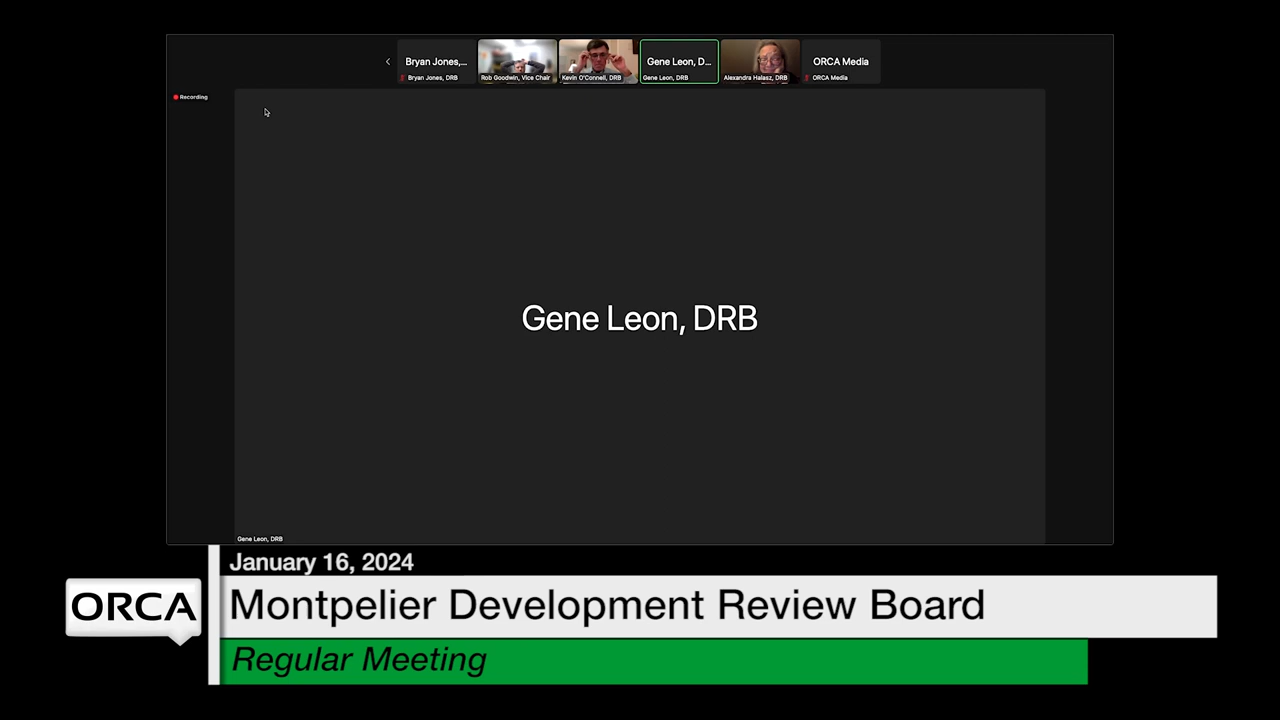 Bryan Jones,...
Gene Leon, D...
ORCA Media
Bryan Jones, DRB
Rob Goodwin, Vice Chair
Kevin O'Connell, DRB
Gene Leon, DRB
Alexandra Halasz, DRB
ORCA Media
Recording
Gene Leon, DRB
Gene Leon, DRB
January 16, 2024
ORCA
Montpelier Development Review Board
Regular Meeting